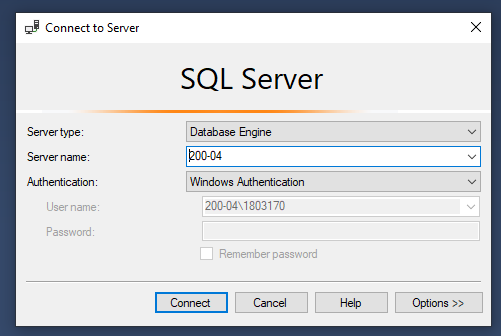 Connect to Server
SQL Server
Server type: Database Engine
Server name: 200-04
Authentication: Windows Authentication
User name: 200-04\1803170
Password:
Remember password
Connect Cancel Help Options >>